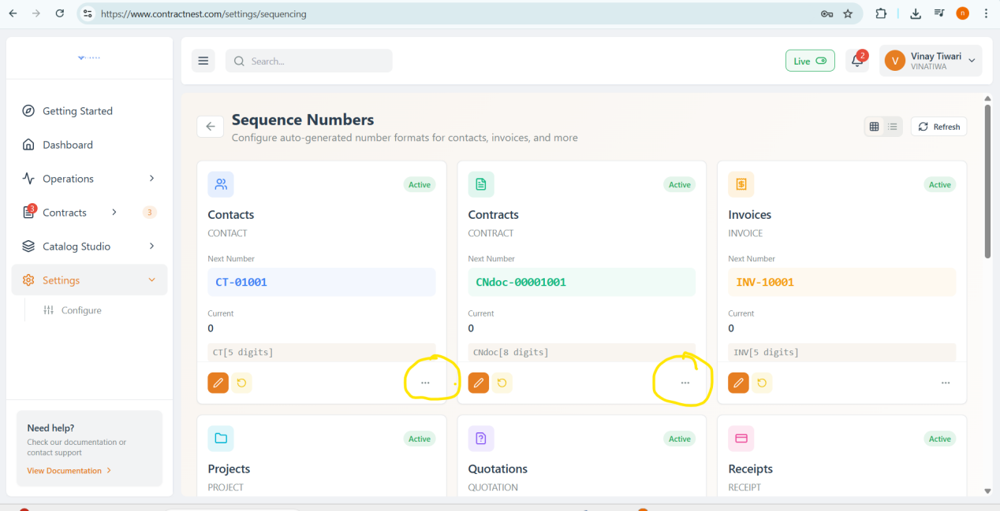 https://www.contractnest.com/settings/sequencing
n
Search...
Live
2
V
Vinay Tiwari
VINATIWA
Getting Started
Dashboard
Operations
3
Contracts
3
Catalog Studio
Settings
Configure
Need help?
Check our documentation or
contact support
View Documentation
Sequence Numbers
Configure auto-generated number formats for contacts, invoices, and more
Refresh
Active
Contacts
CONTACT
Next Number
CT-01001
Current
0
CT[5 digits]
...
Active
Contracts
CONTRACT
Next Number
CNdoc-00001001
Current
0
CNdoc[8 digits]
...
Active
Invoices
INVOICE
Next Number
INV-10001
Current
0
INV[5 digits]
...
Active
Projects
PROJECT
Active
Quotations
QUOTATION
Active
Receipts
RECEIPT